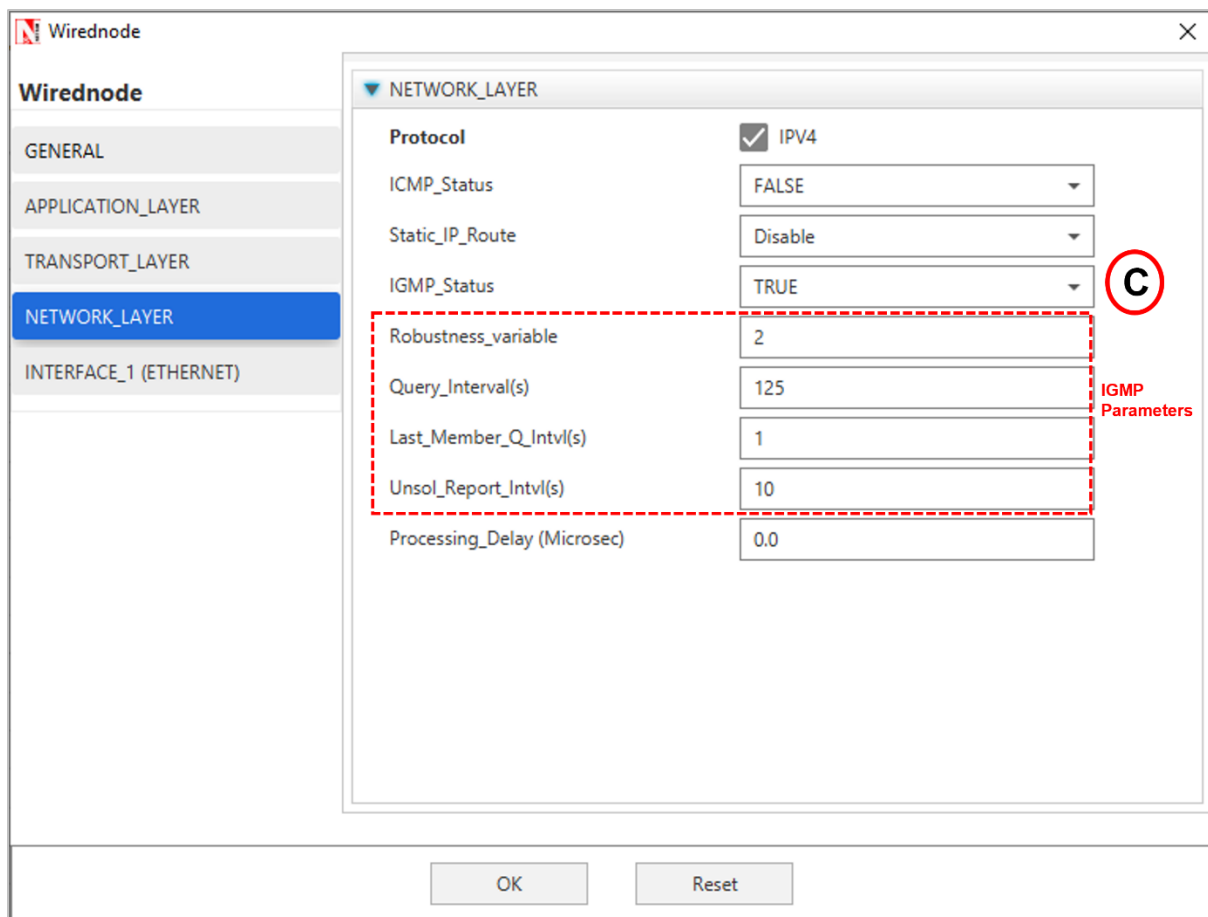 Wirednode
Wirednode
GENERAL
APPLICATION_LAYER
TRANSPORT_LAYER
NETWORK_LAYER
INTERFACE_1 (ETHERNET)
NETWORK_LAYER
Protocol IPV4
ICMP_Status FALSE
Static_IP_Route Disable
IGMP_Status TRUE
C
Robustness_variable 2
Query_Interval(s) 125
IGMP
Parameters
Last_Member_Q_Intvl(s) 1
Unsol_Report_Intvl(s) 10
Processing_Delay (Microsec) 0.0
OK Reset